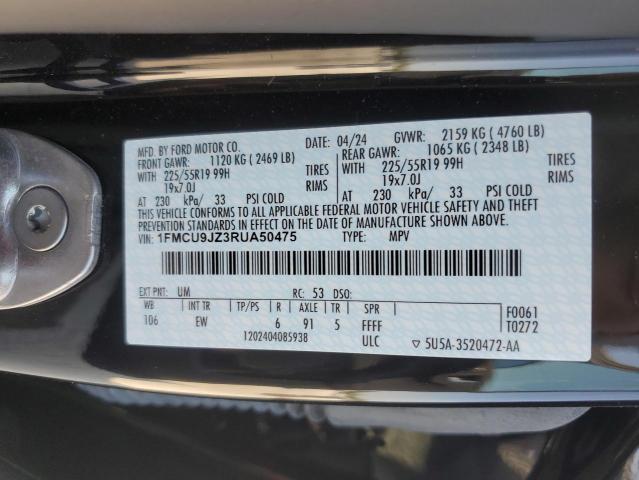 MFD. BY FORD MOTOR CO. DATE: 04/24 GVWR: 2159 KG ( 4760 LB)
FRONT GAWR: 1120 KG ( 2469 LB) REAR GAWR: 1065 KG ( 2348 LB)
WITH 225/55R19 99H TIRES WITH 225/55R19 99H TIRES
19x7.0J RIMS 19x7.0J RIMS
AT 230 kPa/ 33 PSI COLD AT 230 kPa/ 33 PSI COLD
THIS VEHICLE CONFORMS TO ALL APPLICABLE FEDERAL MOTOR VEHICLE SAFETY AND THEFT
PREVENTION STANDARDS IN EFFECT ON THE DATE OF MANUFACTURE SHOWN ABOVE.
VIN: 1FMCU9JZ3RUA50475 TYPE: MPV
EXT PNT: UM RC: 53 DSO:
WB INT TR TP/PS R AXLE TR SPR F0061
106 EW 6 91 5 FFFF T0272
1202404085938 ULC ▽ 5U5A-3520472-AA